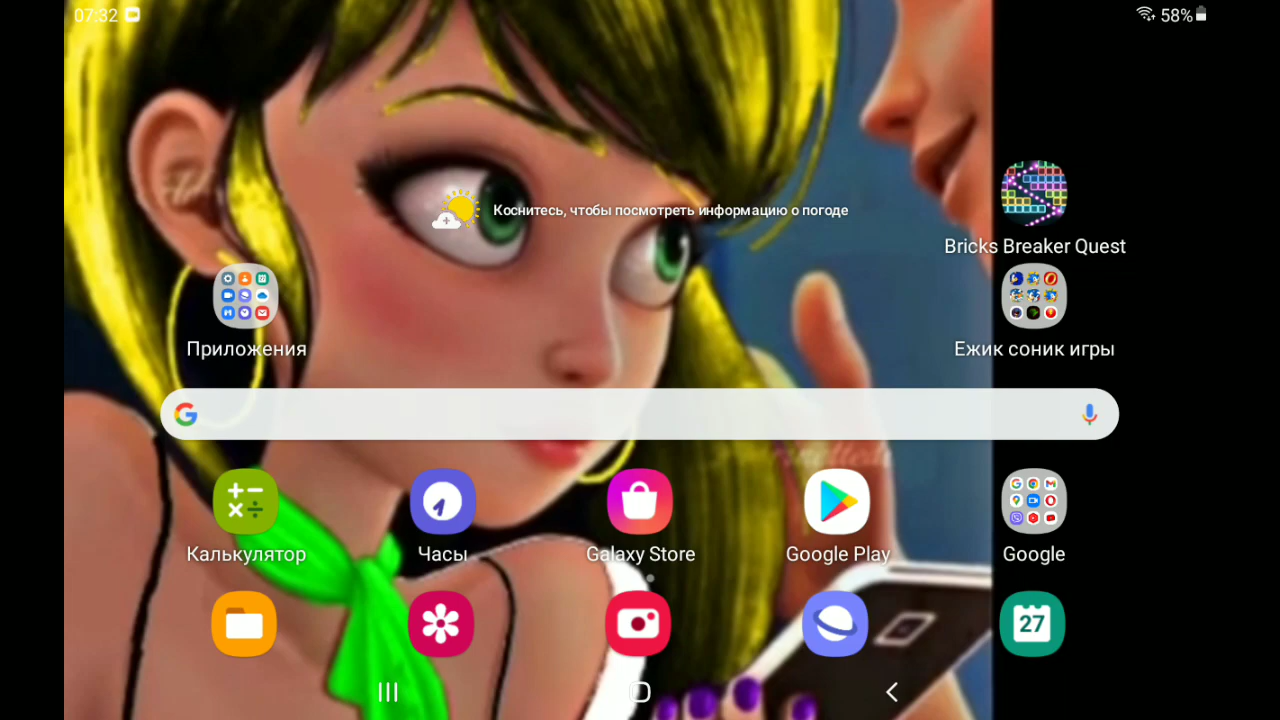 07:32
58%
Коснитесь, чтобы посмотреть информацию о погоде
Bricks Breaker Quest
Приложения
Ежик соник игры
Калькулятор
Часы
Galaxy Store
Google Play
Google
27